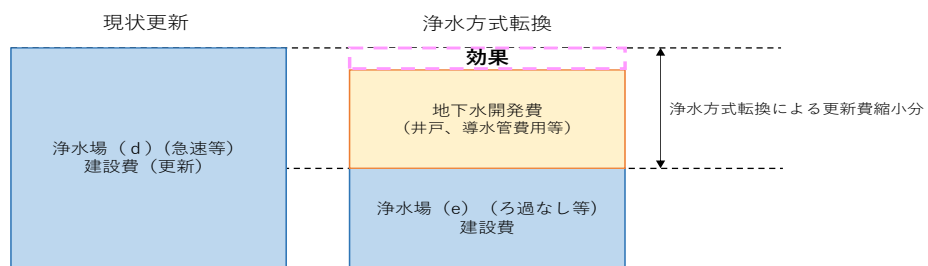 現状更新
浄水方式転換
効果
地下水開発費
（井戸、導水管費用等）
浄水方式転換による更新費縮小分
浄水場（ｄ）（急速等）
建設費（更新）
浄水場（e）（ろ過なし等）
建設費